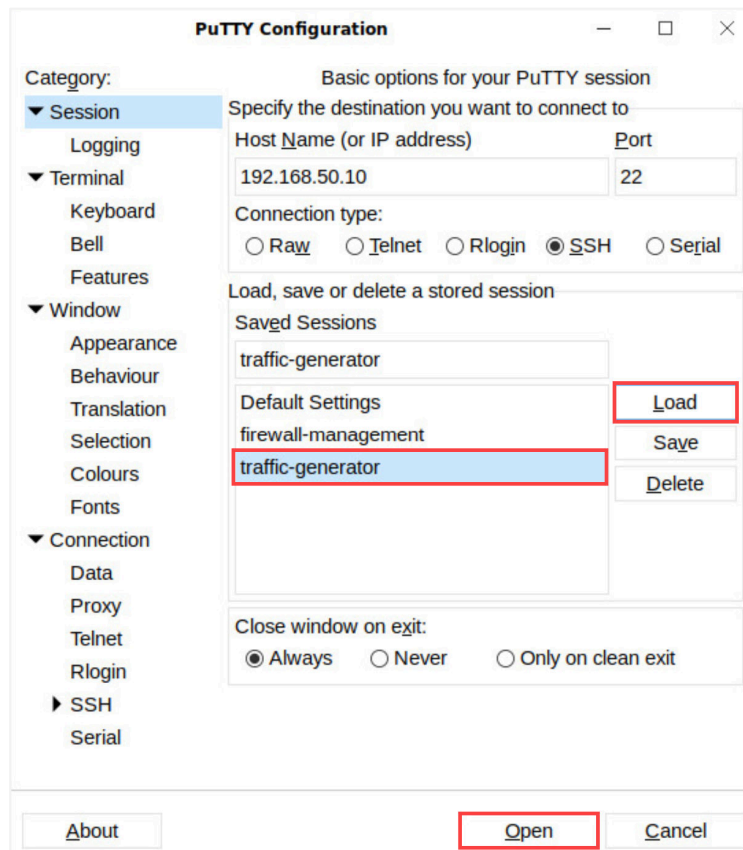 PuTTY Configuration
Category:
Session
Logging
Terminal
Keyboard
Bell
Features
Window
Appearance
Behaviour
Translation
Selection
Colours
Fonts
Connection
Data
Proxy
Telnet
Rlogin
SSH
Serial
Basic options for your PuTTY session
Specify the destination you want to connect to
Host Name (or IP address) Port
192.168.50.10 22
Connection type:
Raw Telnet Rlogin SSH Serial
Load, save or delete a stored session
Saved Sessions
traffic-generator
Default Settings
firewall-management
traffic-generator
Load
Save
Delete
Close window on exit:
Always Never Only on clean exit
About Open Cancel